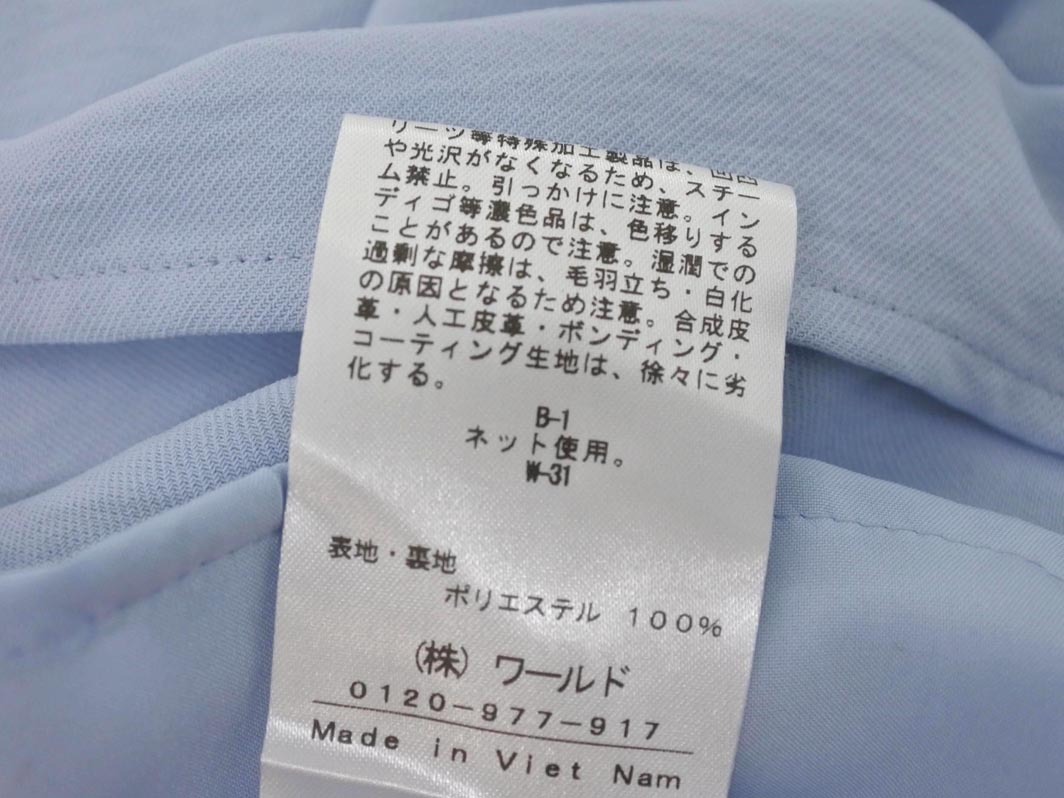 リーツ等特殊加工製品は、凹凸
や光沢がなくなるため、スチー
ム禁止。引っかけに注意。イン
ディゴ等濃色品は、色移りする
ことがあるので注意。湿潤での
過剰な摩擦は、毛羽立ち・白化
の原因となるため注意。合成皮
革・人工皮革・ボンディング・
コーティング生地は、徐々に劣
化する。
B-1
ネット使用。
W-31
表地・裏地
ポリエステル 100%
(株) ワールド
0120-977-917
Made in Viet Nam